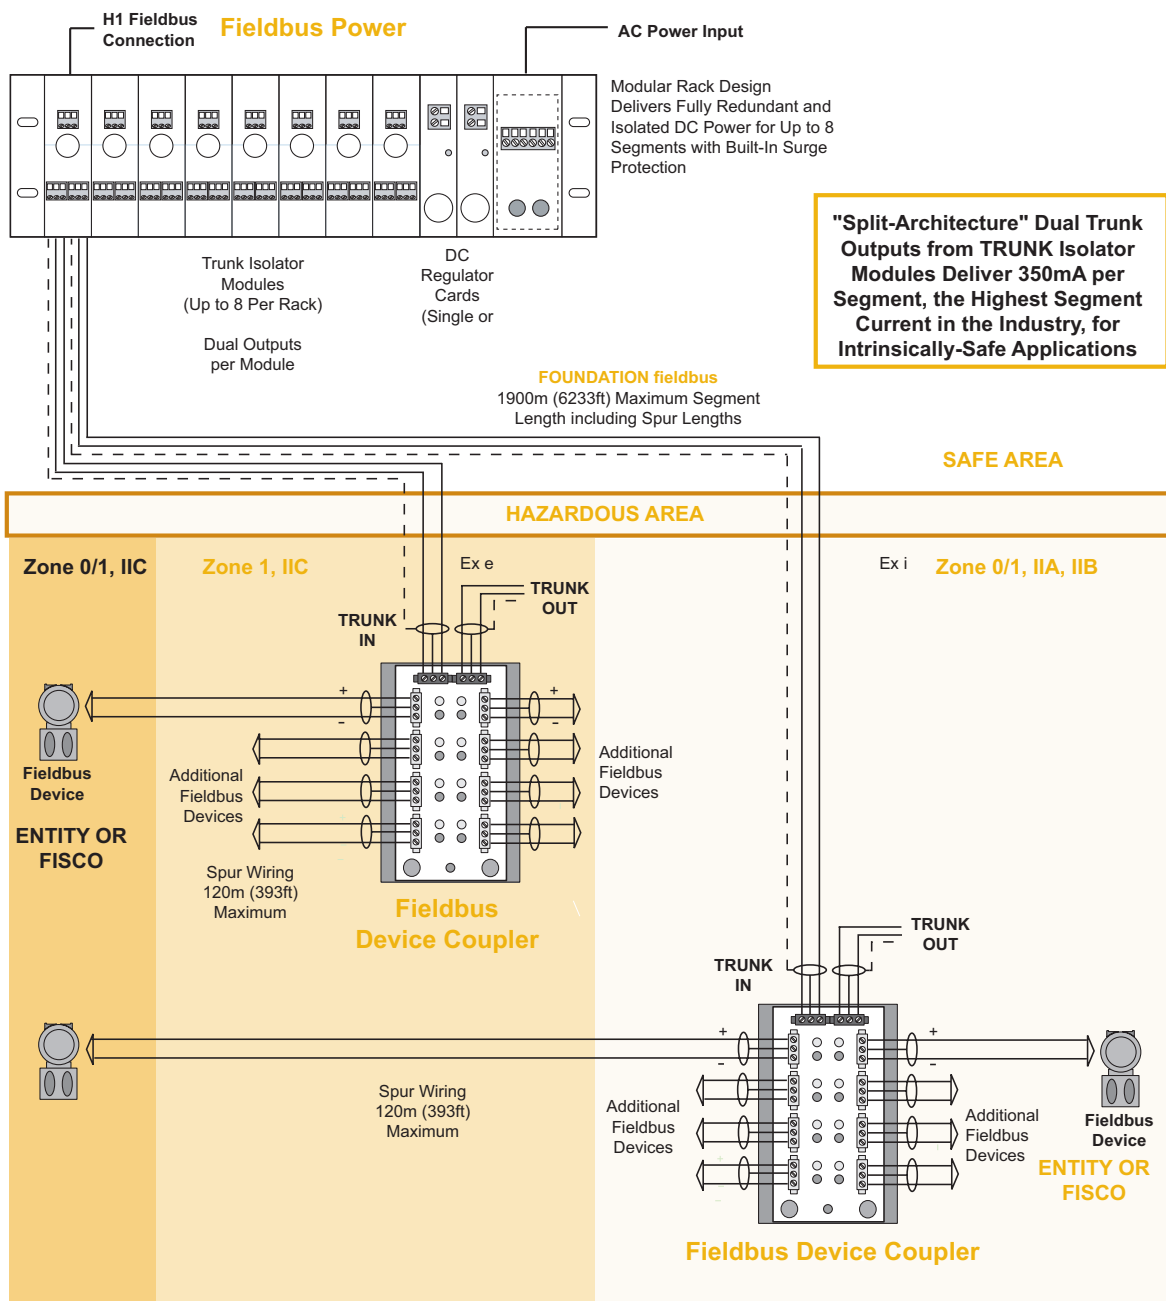 H1 Fieldbus
Connection
Fieldbus Power
AC Power Input
Modular Rack Design
Delivers Fully Redundant and
Isolated DC Power for Up to 8
Segments with Built-In Surge
Protection
"Split-Architecture" Dual Trunk
Outputs from TRUNK Isolator
Modules Deliver 350mA per
Segment, the Highest Segment
Current in the Industry, for
Intrinsically-Safe Applications
Trunk Isolator
Modules
(Up to 8 Per Rack)
Dual Outputs
per Module
DC
Regulator
Cards
(Single or
FOUNDATION fieldbus
1900m (6233ft) Maximum Segment
Length including Spur Lengths
SAFE AREA
HAZARDOUS AREA
Zone 0/1, IIC
Zone 1, IIC
Ex e
Ex i
Zone 0/1, IIA, IIB
TRUNK
OUT
TRUNK
IN
+
-
+
-
Fieldbus
Device
ENTITY OR
FISCO
Additional
Fieldbus
Devices
Additional
Fieldbus
Devices
Spur Wiring
120m (393ft)
Maximum
Fieldbus
Device Coupler
TRUNK
OUT
TRUNK
IN
+
-
+
-
Spur Wiring
120m (393ft)
Maximum
Additional
Fieldbus
Devices
Additional
Fieldbus
Devices
Fieldbus
Device
ENTITY OR
FISCO
Fieldbus Device Coupler